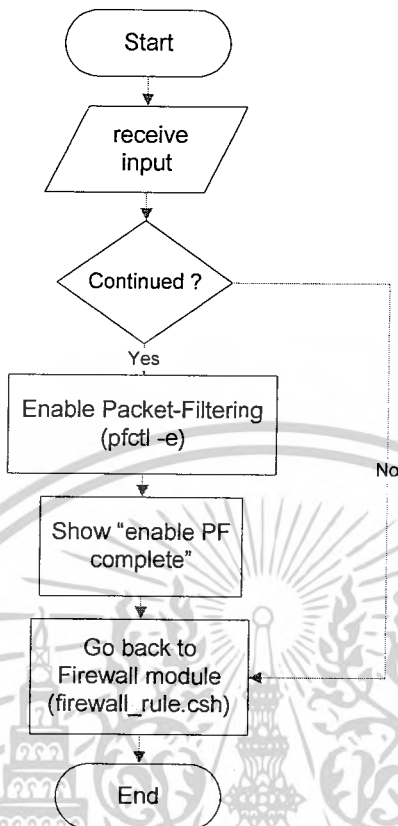 Start
receive
input
Continued ?
Yes
Enable Packet-Filtering
(pfctl -e)
No
Show “enable PF
complete”
Go back to
Firewall module
(firewall_rule.csh)
End